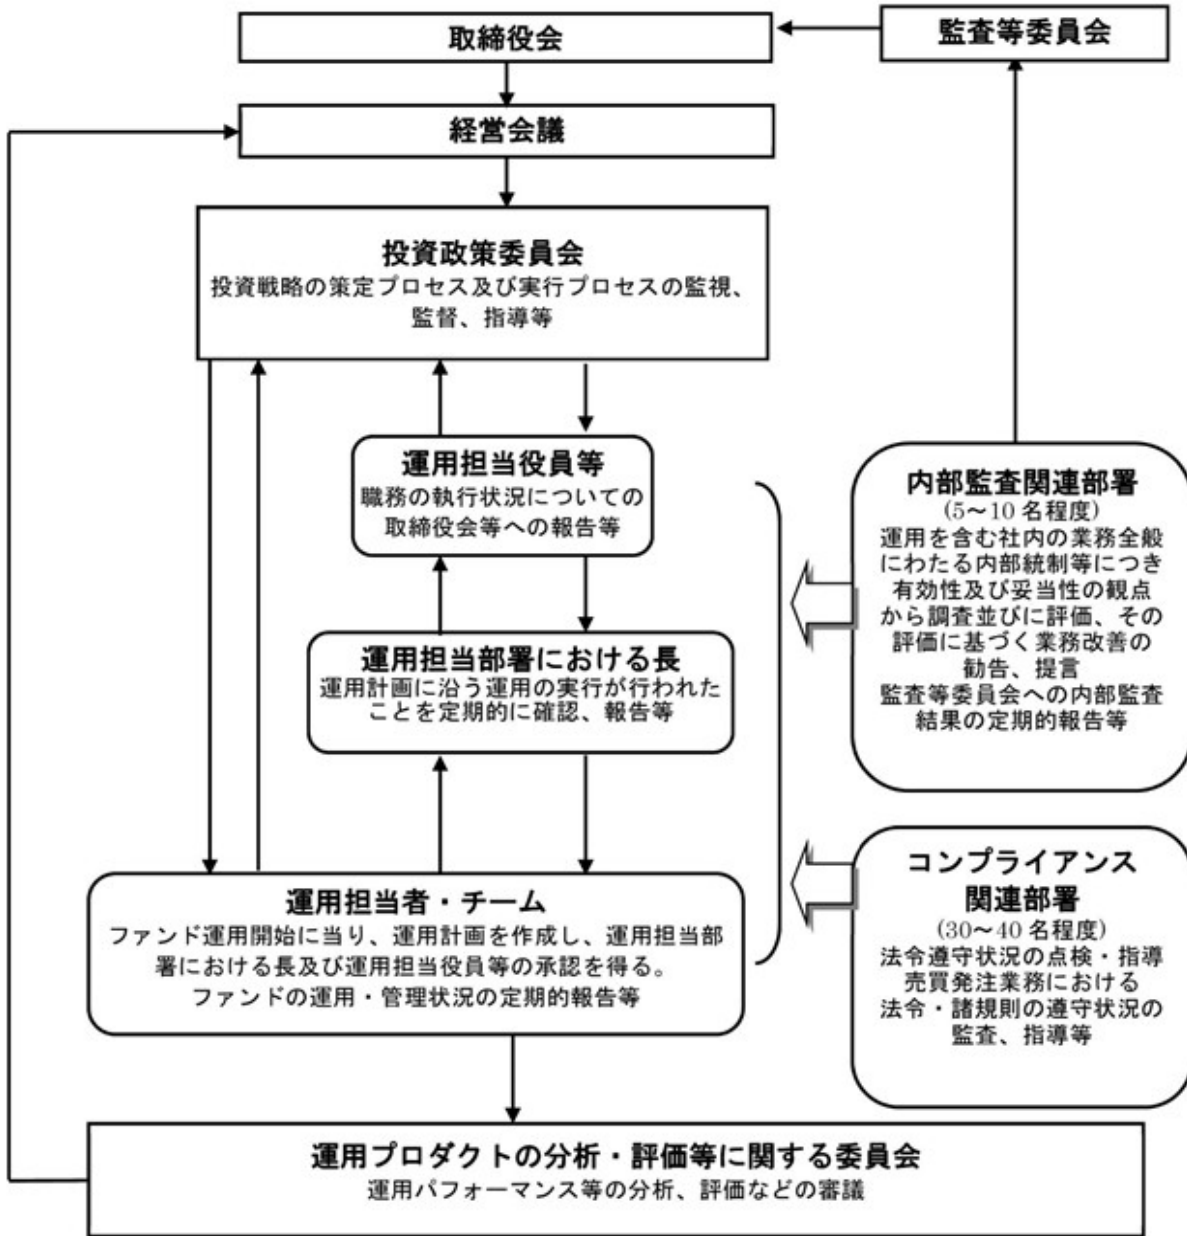 取締役会
監査等委員会
経営会議
投資政策委員会
投資戦略の策定プロセス及び実行プロセスの監視、
監督、指導等
運用担当役員等
職務の執行状況についての
取締役会等への報告等
運用担当部署における長
運用計画に沿う運用の実行が行われた
ことを定期的に確認、報告等
運用担当者・チーム
ファンド運用開始に当り、運用計画を作成し、運用担当部
署における長及び運用担当役員等の承認を得る。
ファンドの運用・管理状況の定期的報告等
内部監査関連部署
(5～10 名程度)
運用を含む社内の業務全般
にわたる内部統制等につき
有効性及び妥当性の観点
から調査並びに評価、その
評価に基づく業務改善の
勧告、提言
監査等委員会への内部監査
結果の定期的報告等
コンプライアンス
関連部署
(30～40 名程度)
法令遵守状況の点検・指導
売買発注業務における
法令・諸規則の遵守状況の
監査、指導等
運用プロダクトの分析・評価等に関する委員会
運用パフォーマンス等の分析、評価などの審議